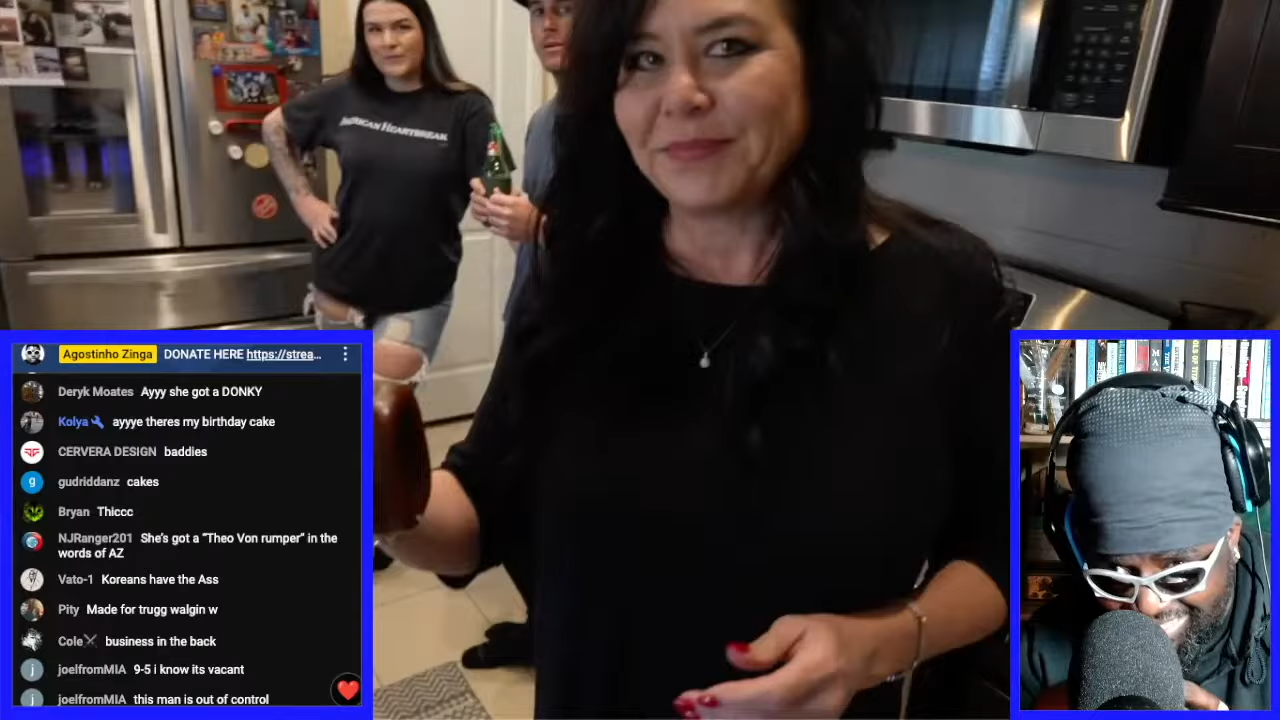 AMERICAN HEARTBREAK
Agostinho Zinga DONATE HERE https://strea...
Deryk Moates Ayyy she got a DONKY
Kolya ayyye theres my birthday cake
CERVERA DESIGN baddies
gudriddanz cakes
g
Bryan Thiccc
NJRanger201 She's got a "Theo Von rumper" in the
words of AZ
Vato-1 Koreans have the Ass
Pity Made for trugg walgin w
Cole business in the back
j joelfromMIA 9-5 i know its vacant
j joelfromMIA this man is out of control